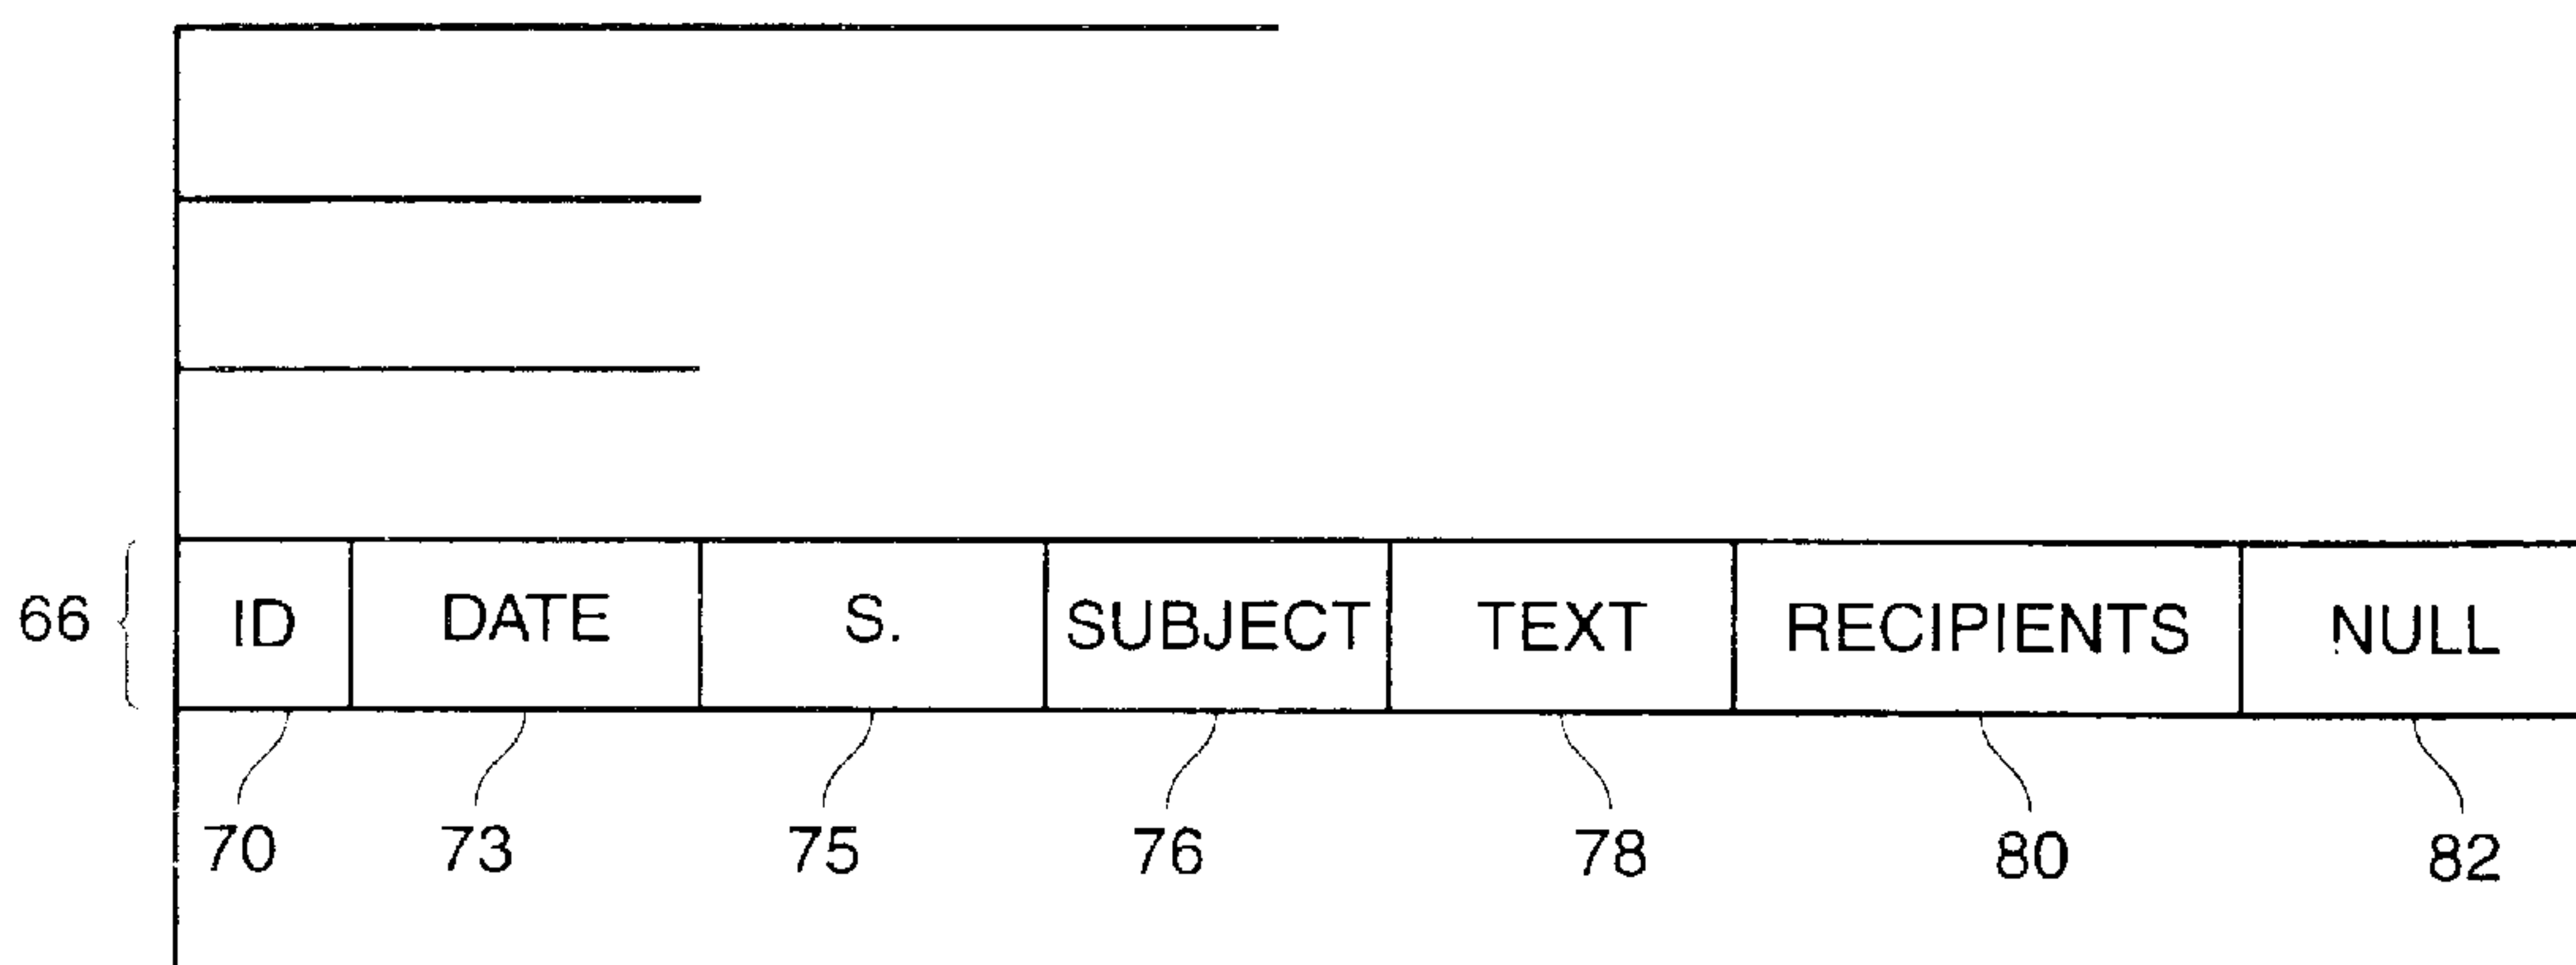 66 ID DATE S. SUBJECT TEXT RECIPIENTS NULL
70 73 75 76 78 80 82